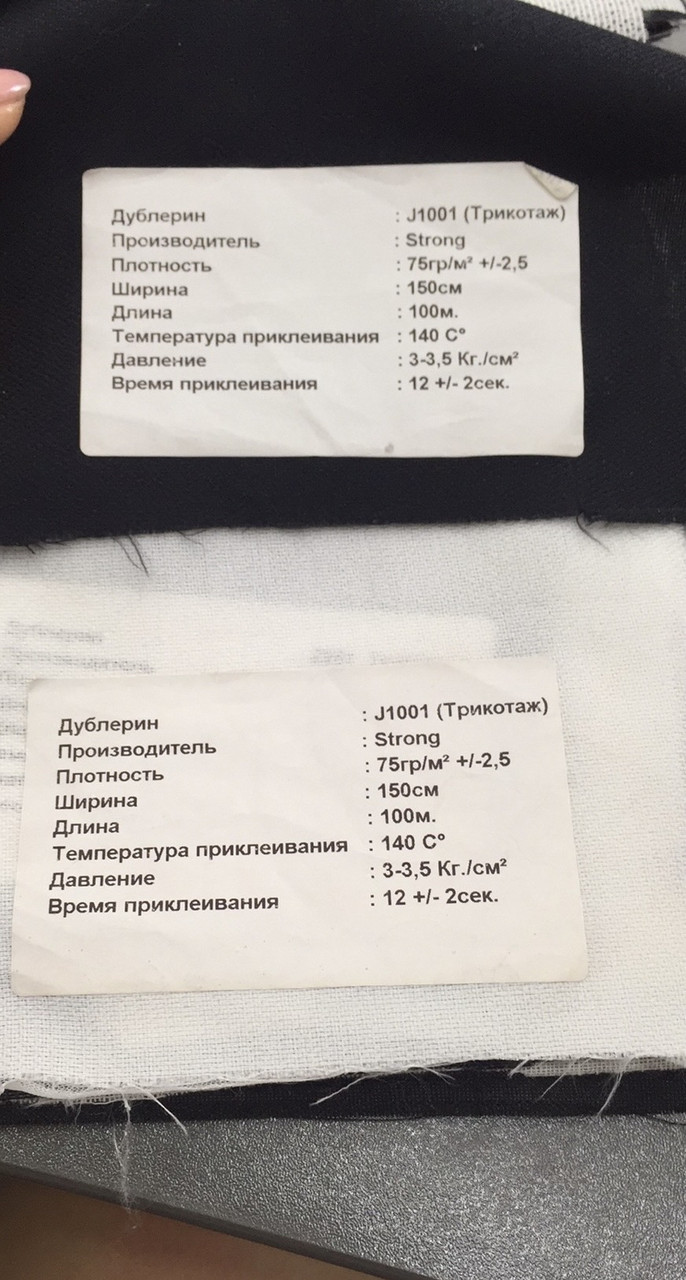 Дублерин : J1001 (Трикотаж)
Производитель : Strong
Плотность : 75гр/м² +/-2,5
Ширина : 150см
Длина : 100м.
Температура приклеивания : 140 С°
Давление : 3-3,5 Кг./см²
Время приклеивания : 12 +/- 2сек.
Дублерин : J1001 (Трикотаж)
Производитель : Strong
Плотность : 75гр/м² +/-2,5
Ширина : 150см
Длина : 100м.
Температура приклеивания : 140 С°
Давление : 3-3,5 Кг./см²
Время приклеивания : 12 +/- 2сек.